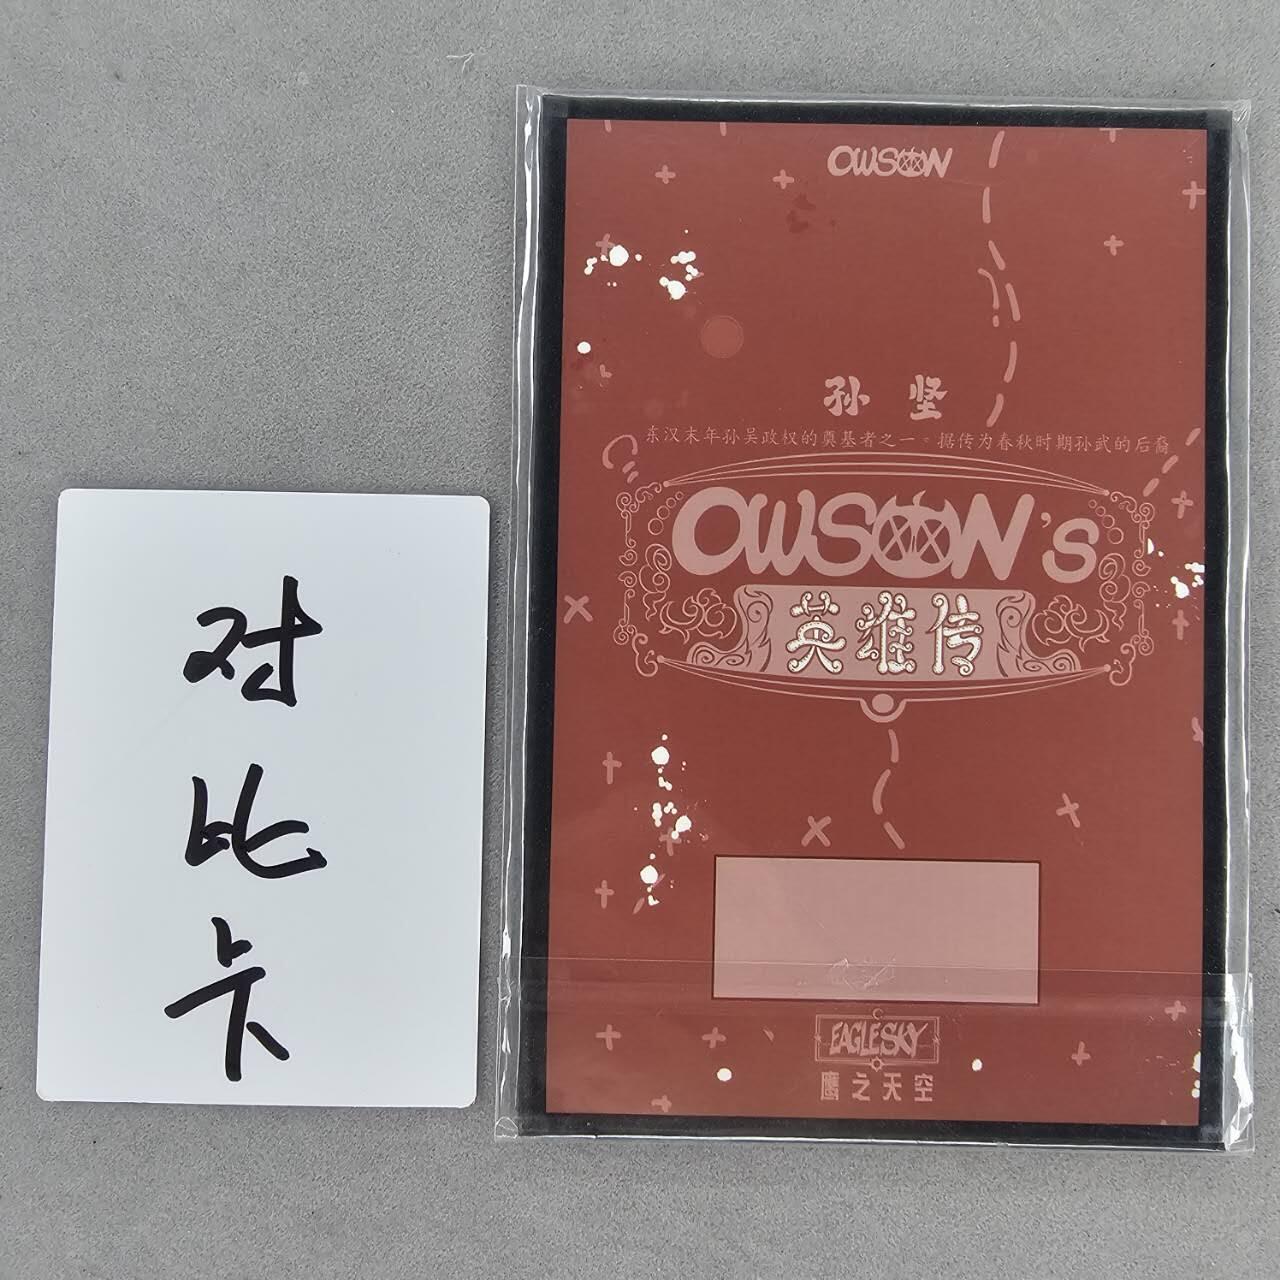 对
比
卡
OWSON
孙 坚
东汉末年孙吴政权的奠基者之一。据传为春秋时期孙武的后裔
OWSON's
英雄传
EAGLESKY
鹰之天空